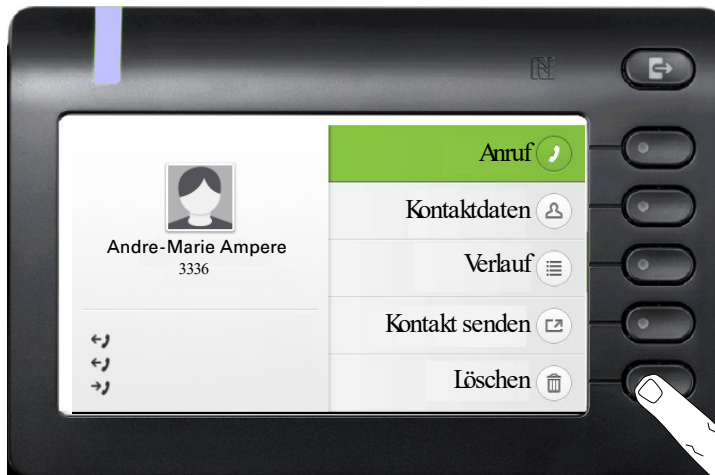 Andre-Marie Ampere
3336
Anruf
Kontaktdaten
Verlauf
Kontakt senden
Löschen